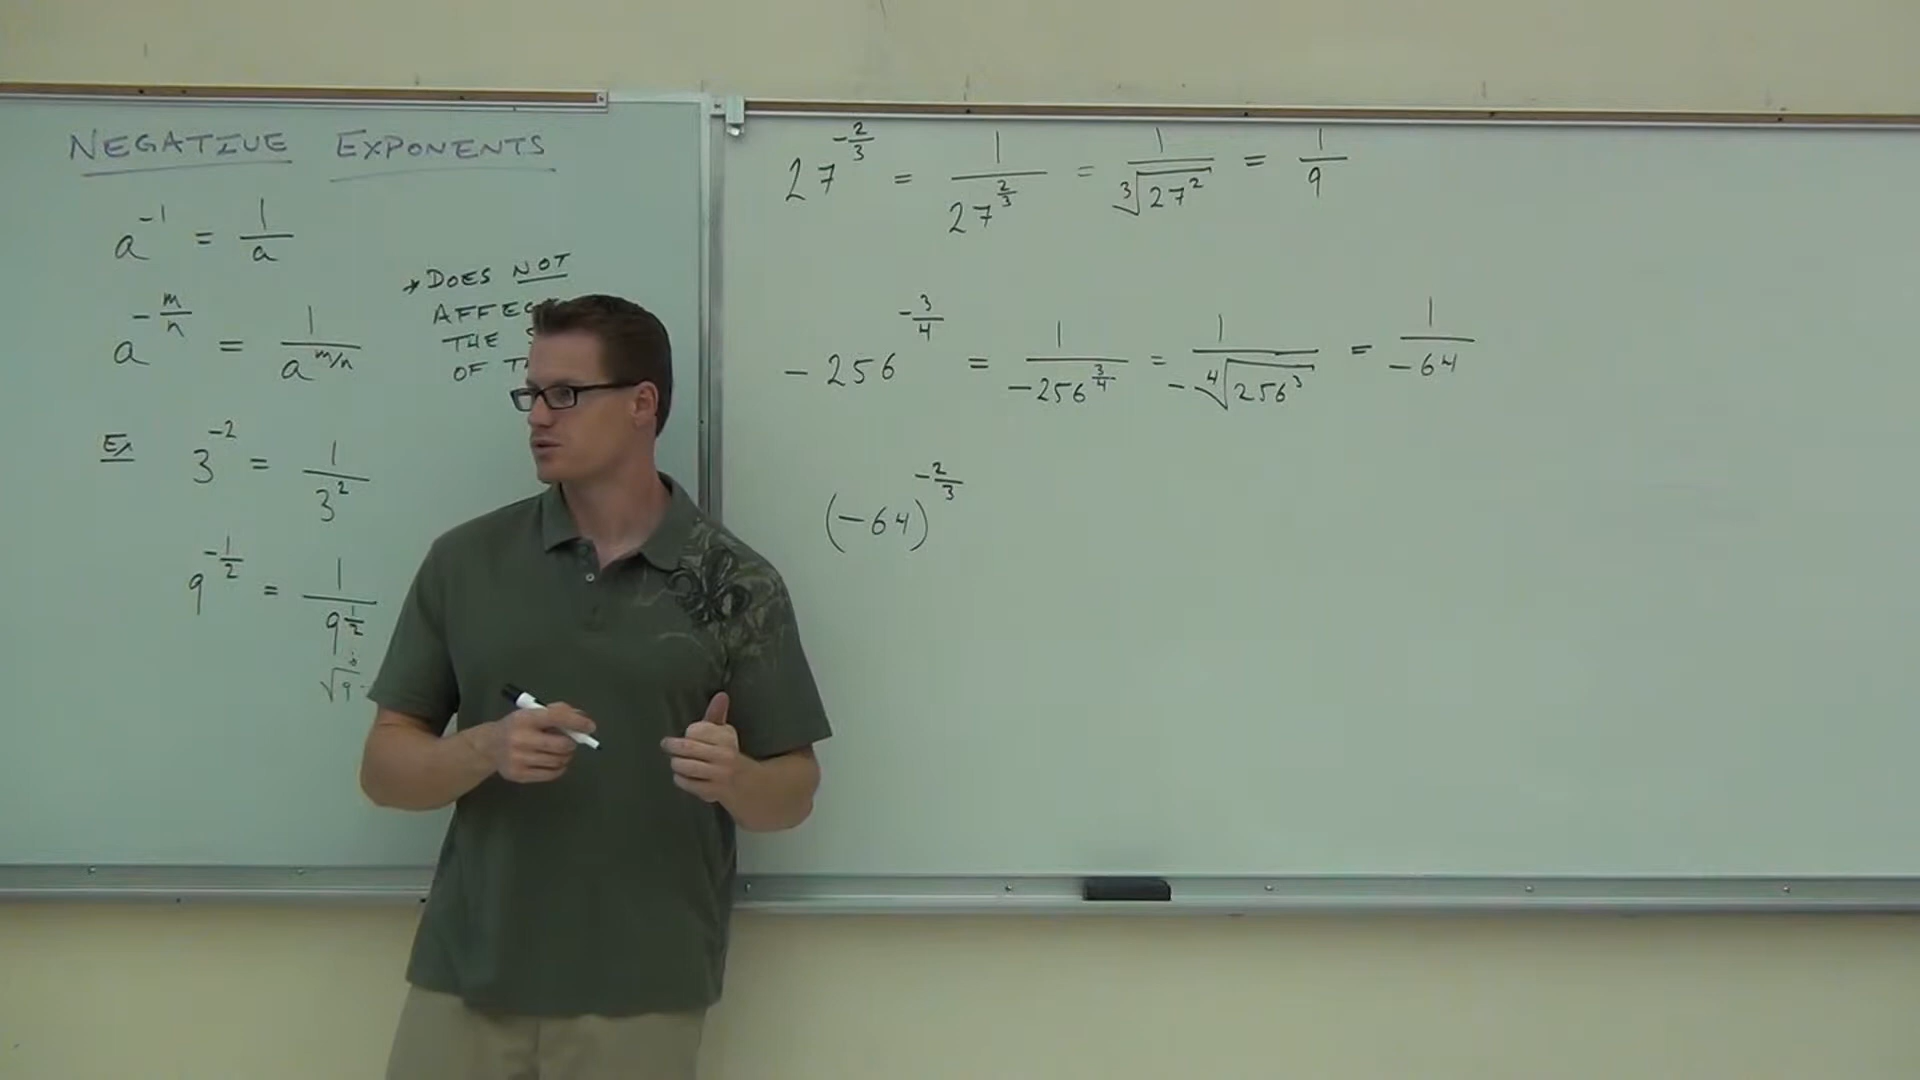 NEGATIVE EXPONENTS
a^-1 = 1/a
a^-m/n = 1/a^m/n
* DOES NOT
AFFEC
THE
OF
Ex 3^-2 = 1/3^2
9^-1/2 = 1/9^1/2
√9
27^-2/3 = 1/27^2/3 = 1/∛27^2 = 1/9
-256^-3/4 = 1/-256^3/4 = 1/-∜256^3 = 1/-64
(-64)^-2/3